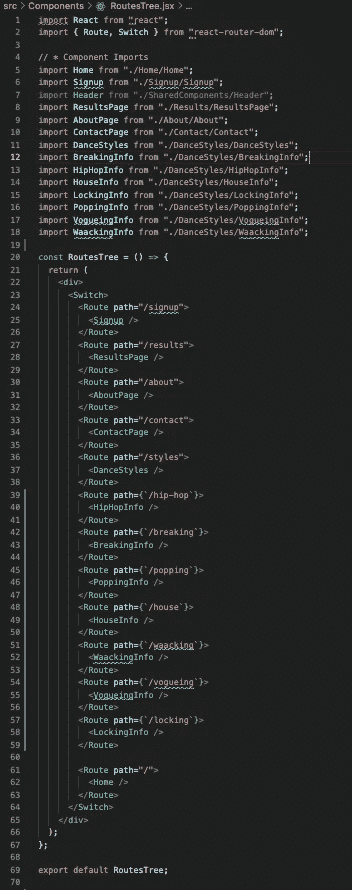 src > Components > RoutesTree.jsx > ...
1 import React from "react";
2 import { Route, Switch } from "react-router-dom";
3
4 // * Component Imports
5 import Home from "./Home/Home";
6 import Signup from "./Signup/Signup";
7 import Header from "./SharedComponents/Header";
8 import ResultsPage from "./Results/ResultsPage";
9 import AboutPage from "./About/About";
10 import ContactPage from "./Contact/Contact";
11 import DanceStyles from "./DanceStyles/DanceStyles";
12 import BreakingInfo from "./DanceStyles/BreakingInfo";
13 import HipHopInfo from "./DanceStyles/HipHopInfo";
14 import HouseInfo from "./DanceStyles/HouseInfo";
15 import LockingInfo from "./DanceStyles/LockingInfo";
16 import PoppingInfo from "./DanceStyles/PoppingInfo";
17 import VogueingInfo from "./DanceStyles/VogueingInfo";
18 import WaackingInfo from "./DanceStyles/WaackingInfo";
19
20 const RoutesTree = () => {
21 return (
22 <div>
23 <Switch>
24 <Route path="/signup">
25 <Signup />
26 </Route>
27 <Route path="/results">
28 <ResultsPage />
29 </Route>
30 <Route path="/about">
31 <AboutPage />
32 </Route>
33 <Route path="/contact">
34 <ContactPage />
35 </Route>
36 <Route path="/styles">
37 <DanceStyles />
38 </Route>
39 <Route path={`/hip-hop`}>
40 <HipHopInfo />
41 </Route>
42 <Route path={`/breaking`}>
43 <BreakingInfo />
44 </Route>
45 <Route path={`/popping`}>
46 <PoppingInfo />
47 </Route>
48 <Route path={`/house`}>
49 <HouseInfo />
50 </Route>
51 <Route path={`/waacking`}>
52 <WaackingInfo />
53 </Route>
54 <Route path={`/vogueing`}>
55 <VogueingInfo />
56 </Route>
57 <Route path={`/locking`}>
58 <LockingInfo />
59 </Route>
60
61 <Route path="/">
62 <Home />
63 </Route>
64 </Switch>
65 </div>
66 );
67 };
68
69 export default RoutesTree;
70